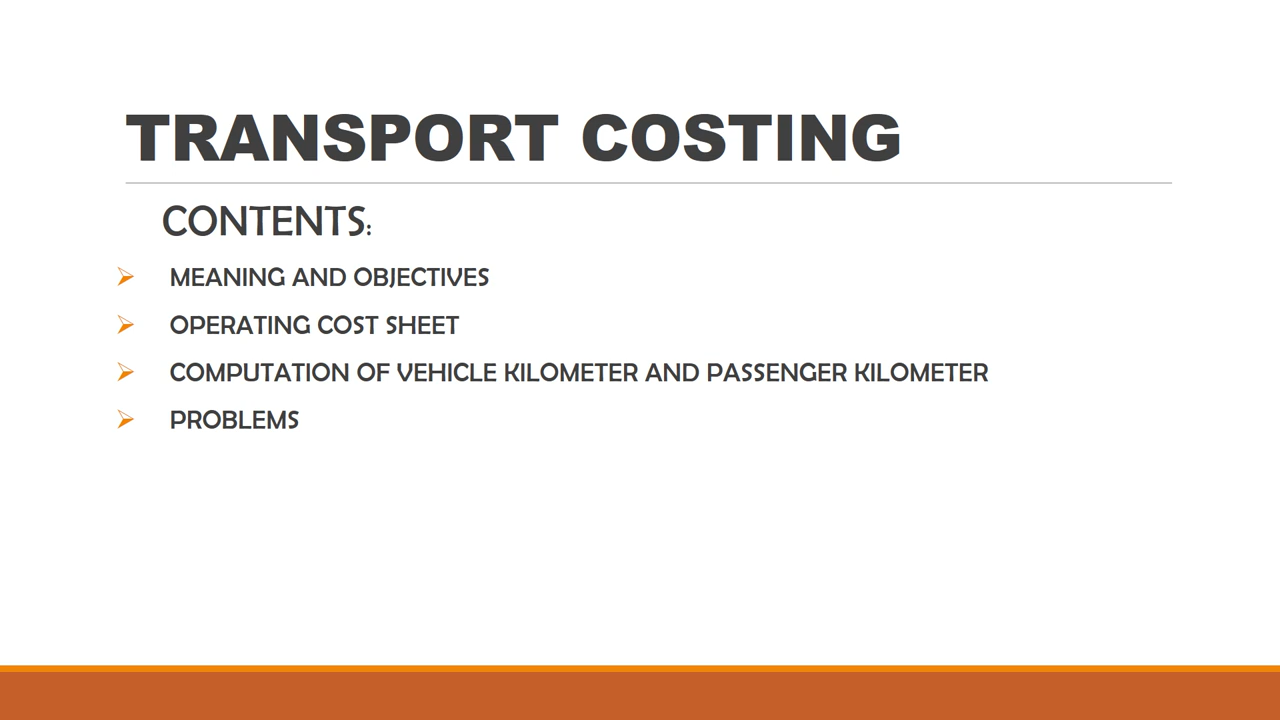 TRANSPORT COSTING
CONTENTS:
MEANING AND OBJECTIVES
OPERATING COST SHEET
COMPUTATION OF VEHICLE KILOMETER AND PASSENGER KILOMETER
PROBLEMS